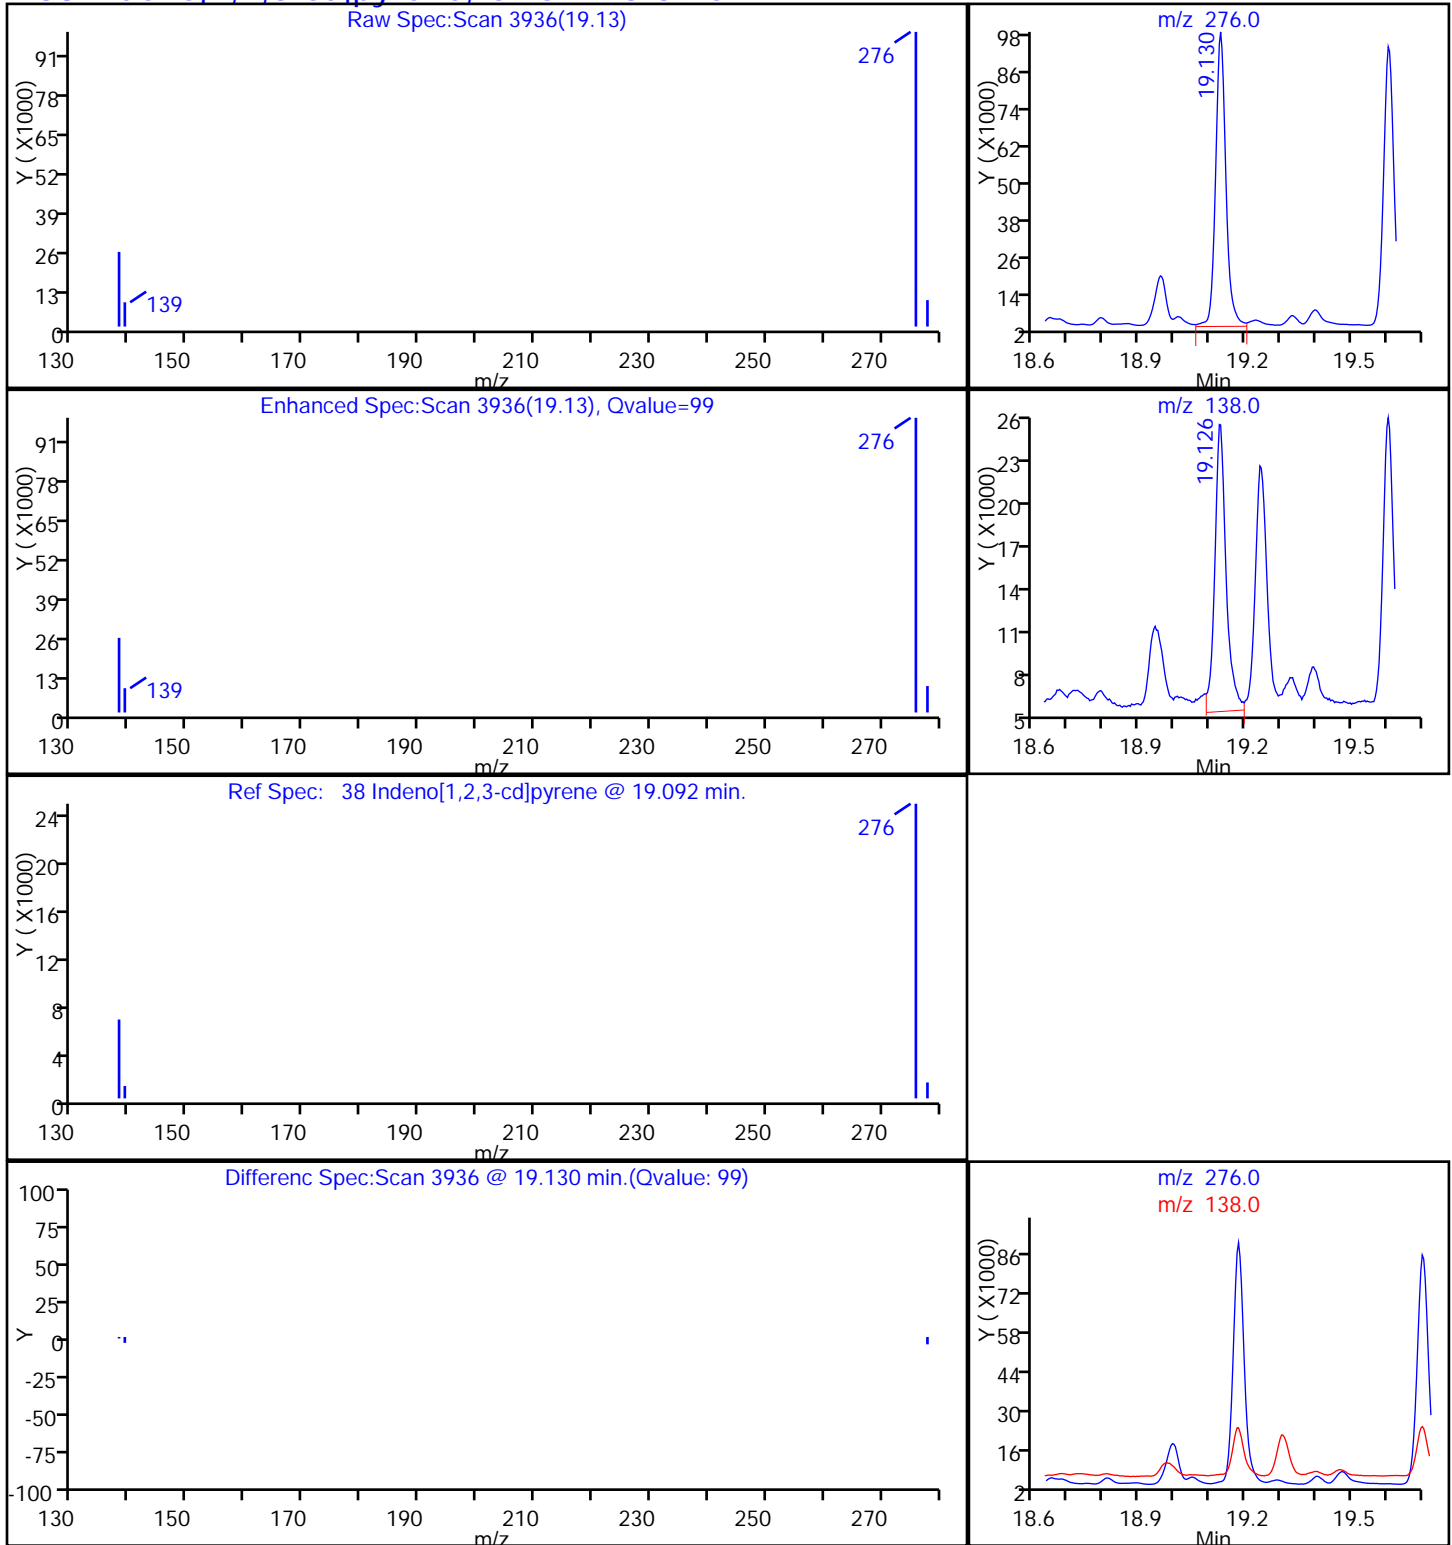 Raw Spec:Scan 3936(19.13)
Y ( X1000)
91
78
65
52
39
26
13
0
276
139
130 150 170 190 210 230 250 270
m/z
m/z 276.0
Y ( X1000)
98
86
74
62
50
38
26
14
2
19.130
18.6 18.9 19.2 19.5
Min
Enhanced Spec:Scan 3936(19.13), Qvalue=99
Y ( X1000)
91
78
65
52
39
26
13
0
276
139
130 150 170 190 210 230 250 270
m/z
m/z 138.0
Y ( X1000)
26
23
20
17
14
11
8
5
19.126
18.6 18.9 19.2 19.5
Min
Ref Spec: 38 Indeno[1,2,3-cd]pyrene @ 19.092 min.
Y ( X1000)
24
20
16
12
8
4
0
276
130 150 170 190 210 230 250 270
m/z
Differenc Spec:Scan 3936 @ 19.130 min.(Qvalue: 99)
Y
100
75
50
25
0
-25
-50
-75
-100
130 150 170 190 210 230 250 270
m/z
m/z 276.0
m/z 138.0
Y ( X1000)
86
72
58
44
30
16
2
18.6 18.9 19.2 19.5
Min